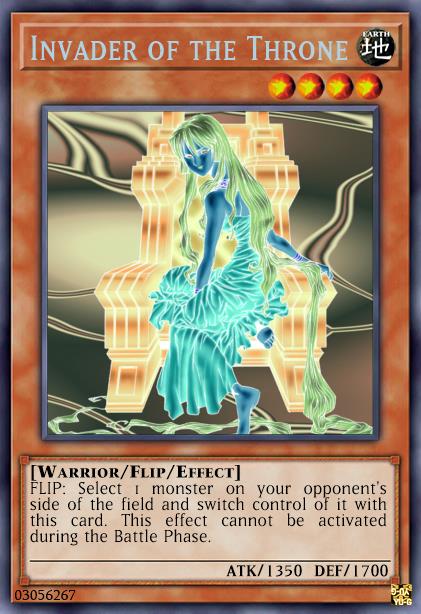 Invader of the Throne
EARTH
地
[Warrior/Flip/Effect]
FLIP: Select 1 monster on your opponent's
side of the field and switch control of it with
this card. This effect cannot be activated
during the Battle Phase.
ATK/1350 DEF/1700
03056267